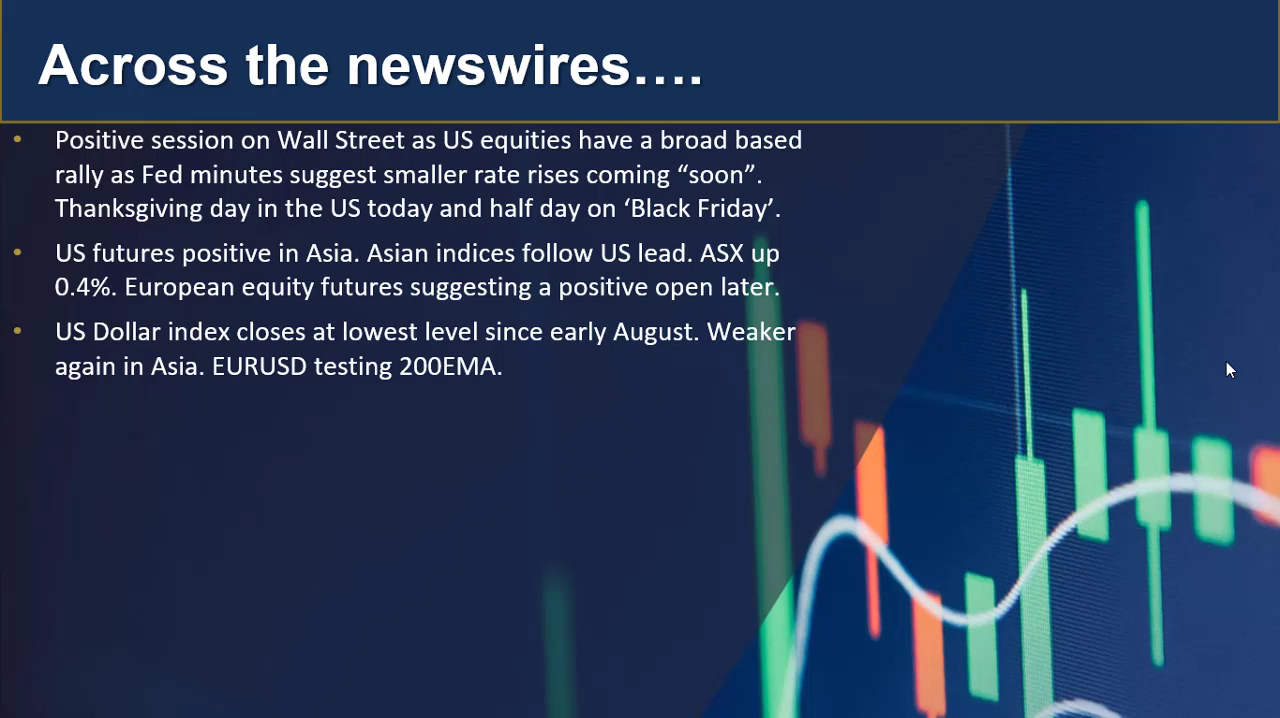 Across the newswires….
• Positive session on Wall Street as US equities have a broad based
rally as Fed minutes suggest smaller rate rises coming “soon”.
Thanksgiving day in the US today and half day on ‘Black Friday’.
• US futures positive in Asia. Asian indices follow US lead. ASX up
0.4%. European equity futures suggesting a positive open later.
• US Dollar index closes at lowest level since early August. Weaker
again in Asia. EURUSD testing 200EMA.